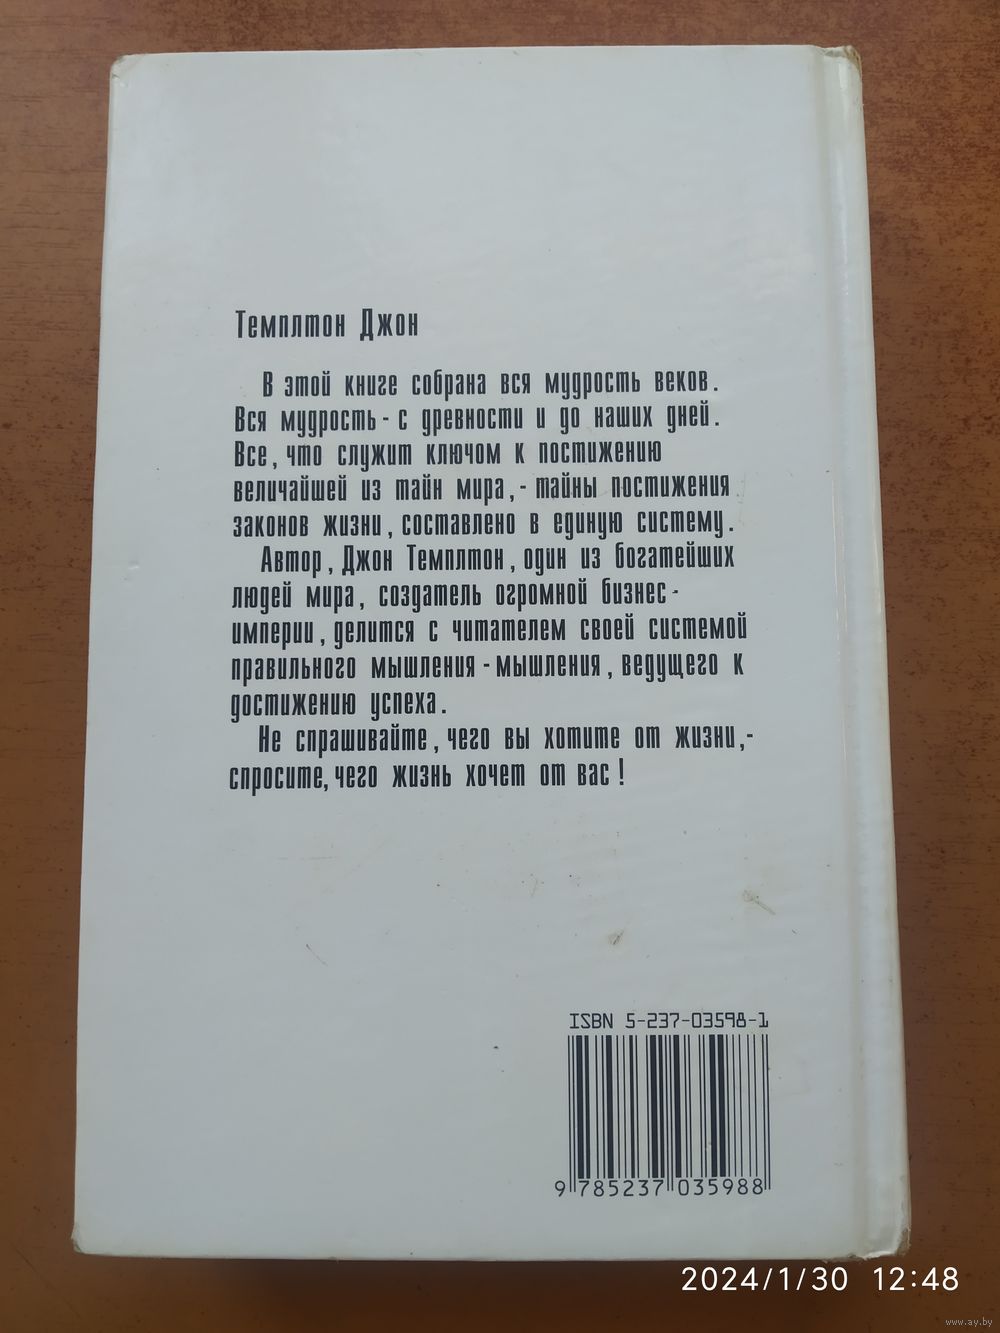 Темплтон Джон
В этой книге собрана вся мудрость веков.
Вся мудрость - с древности и до наших дней.
Все, что служит ключом к постижению
величайшей из тайн мира, - тайны постижения
законов жизни, составлено в единую систему.
Автор, Джон Темплтон, один из богатейших
людей мира, создатель огромной бизнес-
империи, делится с читателем своей системой
правильного мышления - мышления, ведущего к
достижению успеха.
Не спрашивайте, чего вы хотите от жизни, -
спросите, чего жизнь хочет от вас!
ISBN 5-237-03598-1
9 785237 035988
2024/1/30 12:48
www.ay.by